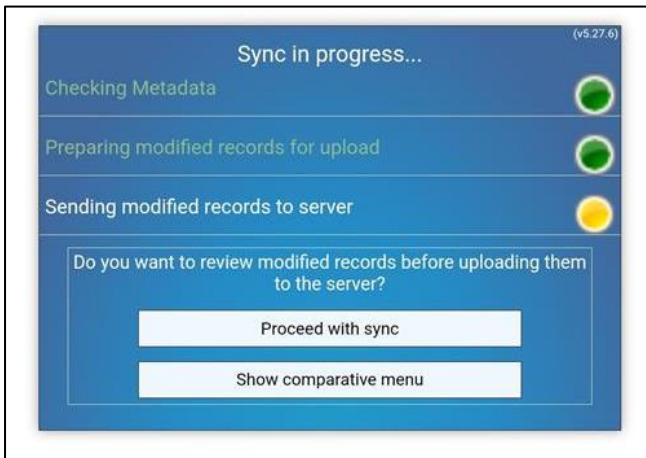 (v5.27.6)
Sync in progress...
Checking Metadata
Preparing modified records for upload
Sending modified records to server
Do you want to review modified records before uploading them
to the server?
Proceed with sync
Show comparative menu